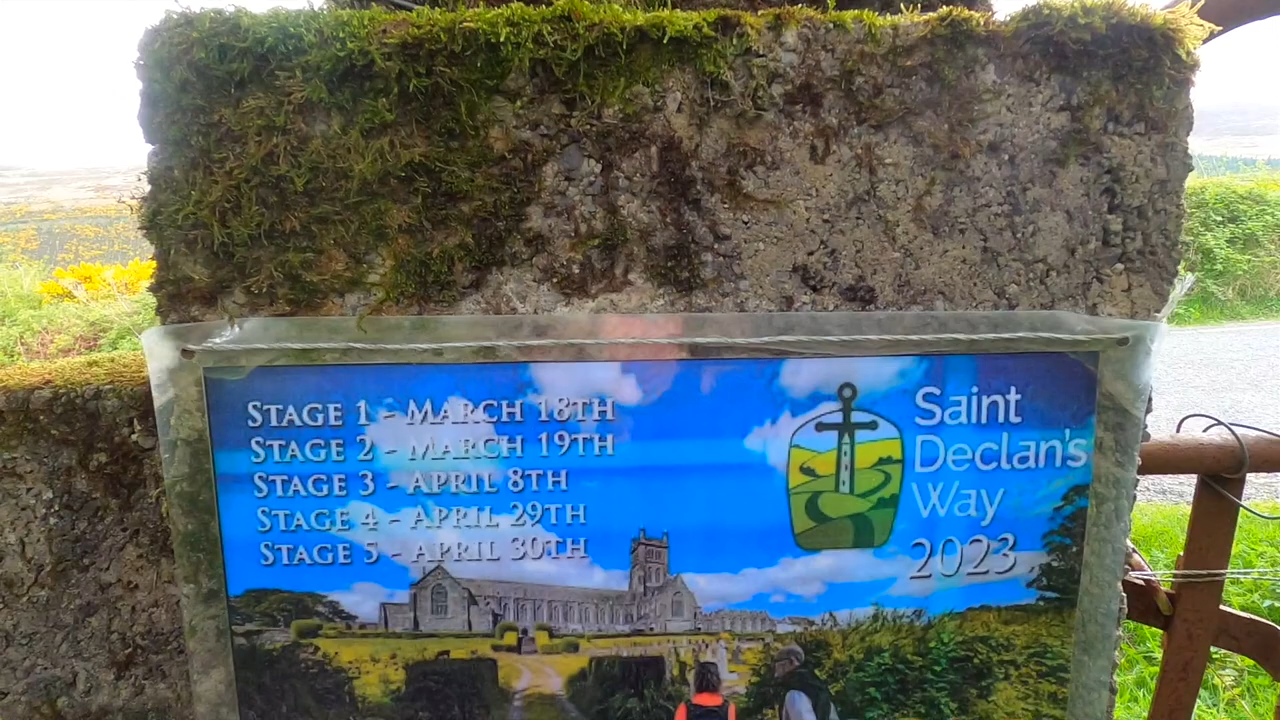 STAGE 1 - MARCH 18TH
STAGE 2 - MARCH 19TH
STAGE 3 - APRIL 8TH
STAGE 4 - APRIL 29TH
STAGE 5 - APRIL 30TH
Saint
Declan's
Way
2023